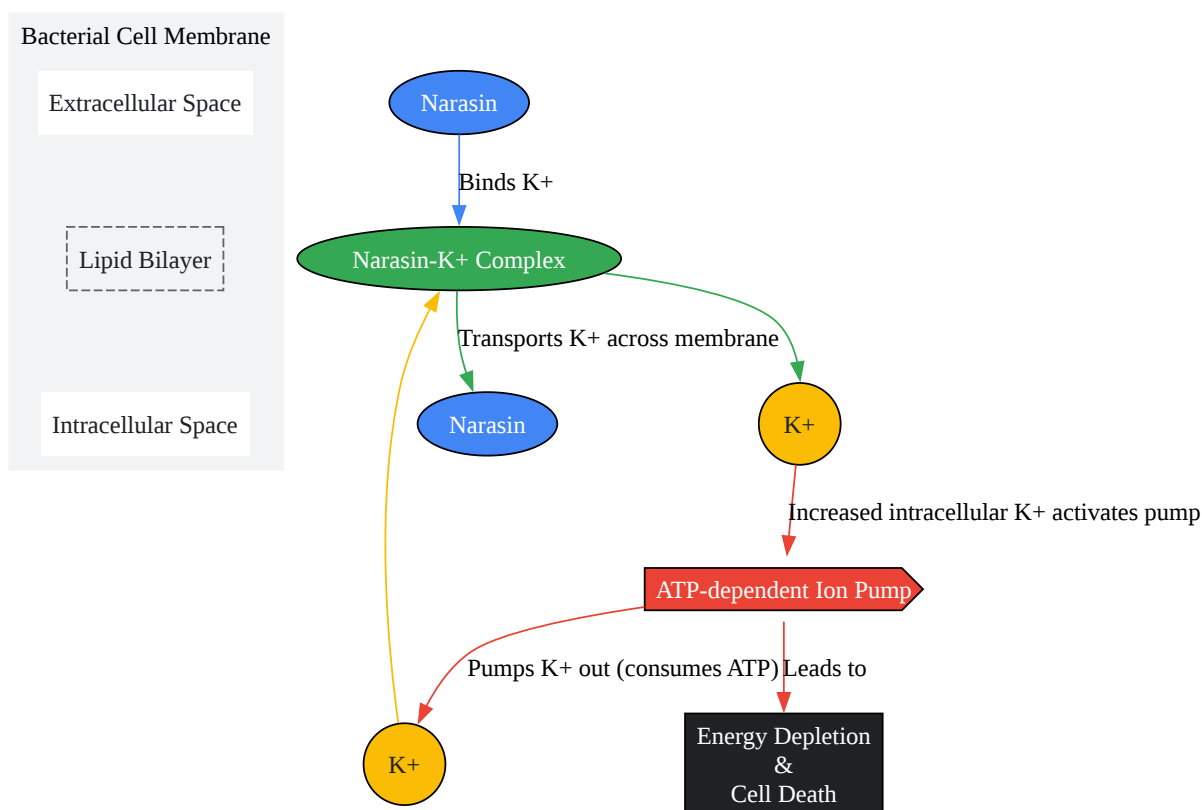 Bacterial Cell Membrane
Extracellular Space
Narasin
Binds K+
Lipid Bilayer
Narasin-K+ Complex
Transports K+ across membrane
Intracellular Space
Narasin
K+
Increased intracellular K+ activates pump
ATP-dependent Ion Pump
Pumps K+ out (consumes ATP)
Leads to
K+
Energy Depletion
&
Cell Death